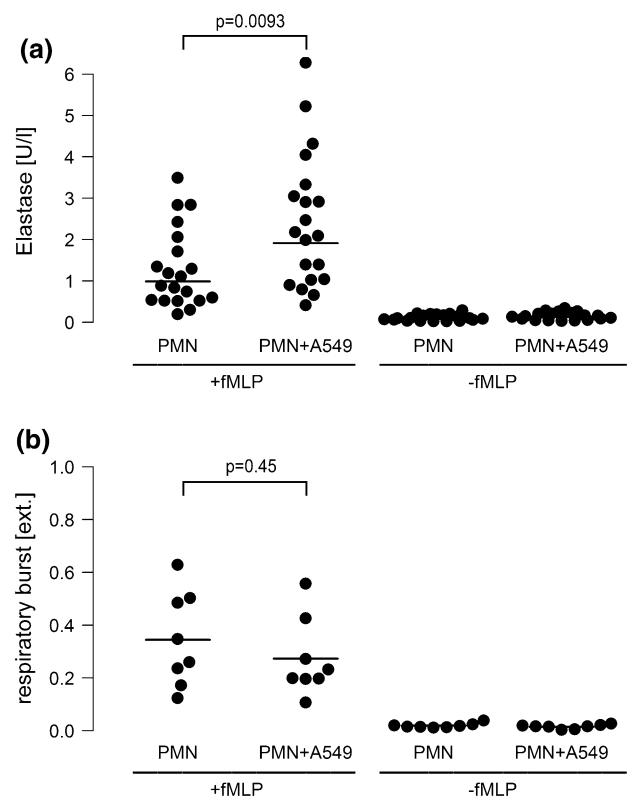 p=0.0093
(a)
6
5
4
3
2
1
0
Elastase [U/l]
PMN PMN+A549 PMN PMN+A549
+fMLP -fMLP
(b)
p=0.45
1.0
0.8
0.6
0.4
0.2
0.0
respiratory burst [ext.]
PMN PMN+A549 PMN PMN+A549
+fMLP -fMLP